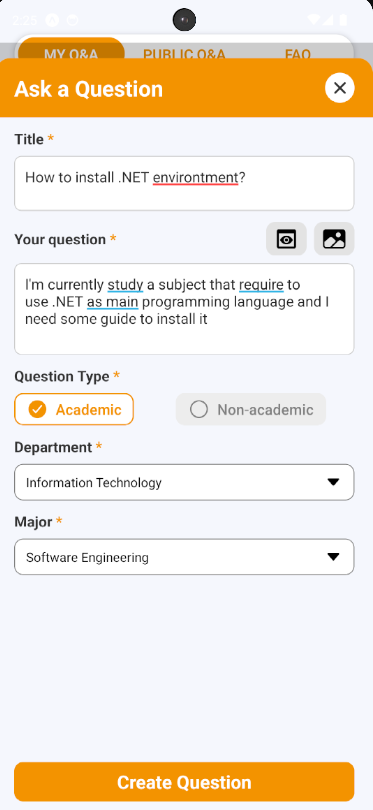 2:25
MY Q&A PUBLIC Q&A FAQ
Ask a Question
Title *
How to install .NET environtment?
Your question *
I'm currently study a subject that require to
use .NET as main programming language and I
need some guide to install it
Question Type *
Academic Non-academic
Department *
Information Technology
Major *
Software Engineering
Create Question